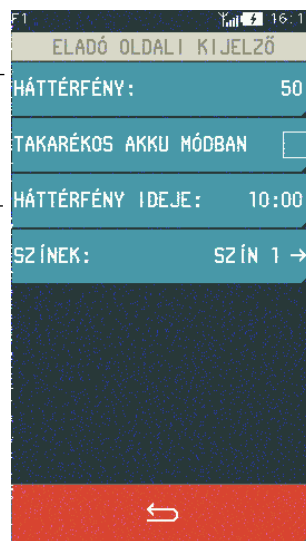 F1 16:1
ELADÓ OLDALI KIJELZŐ
HÁTTÉRFÉNY: 50
TAKARÉKOS AKKU MÓDBAN
HÁTTÉRFÉNY IDEJE: 10:00
SZÍNEK: SZÍN 1 →